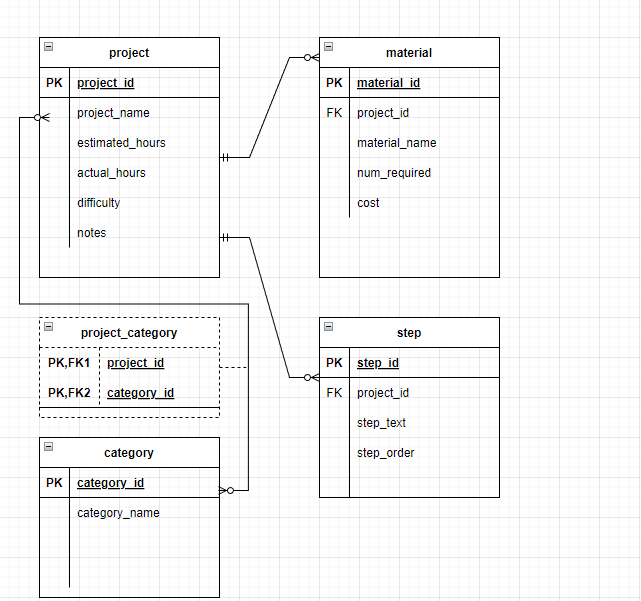 project
PK project_id
project_name
estimated_hours
actual_hours
difficulty
notes
material
PK material_id
FK project_id
material_name
num_required
cost
project_category
PK,FK1 project_id
PK,FK2 category_id
step
PK step_id
FK project_id
step_text
step_order
category
PK category_id
category_name